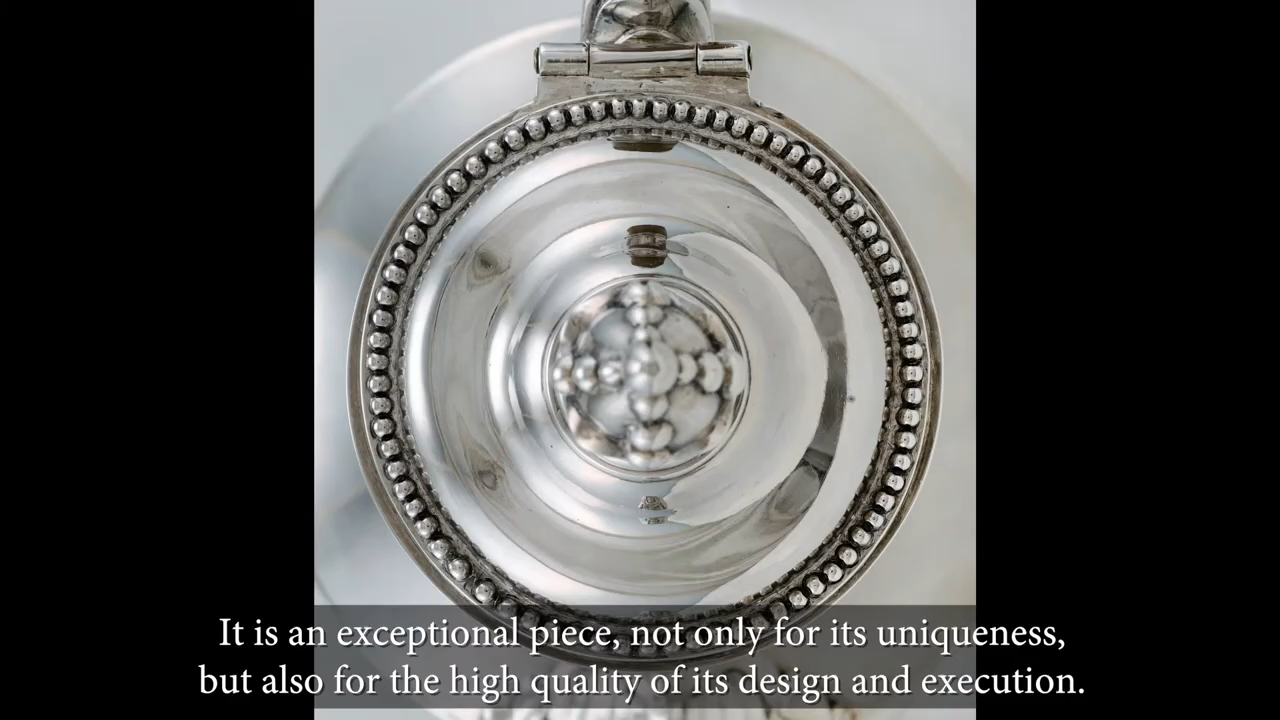 It is an exceptional piece, not only for its uniqueness,
but also for the high quality of its design and execution.